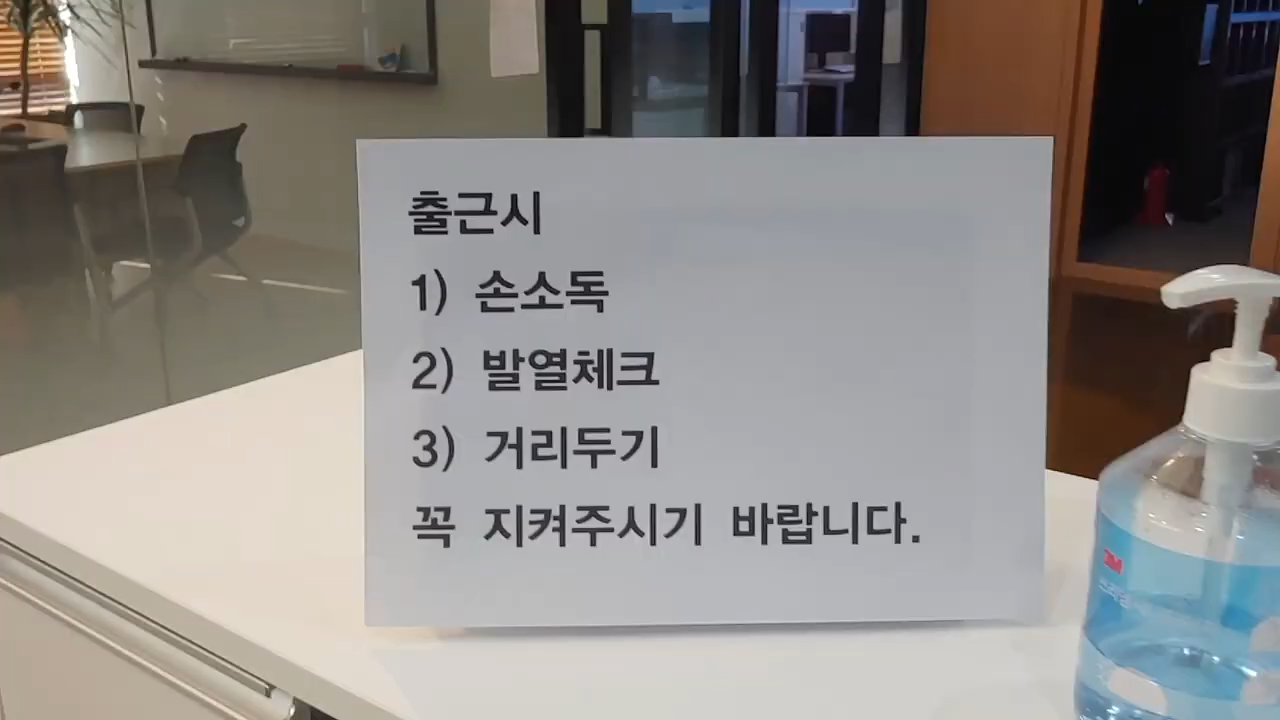 출근시
1) 손소독
2) 발열체크
3) 거리두기
꼭 지켜주시기 바랍니다.
3M